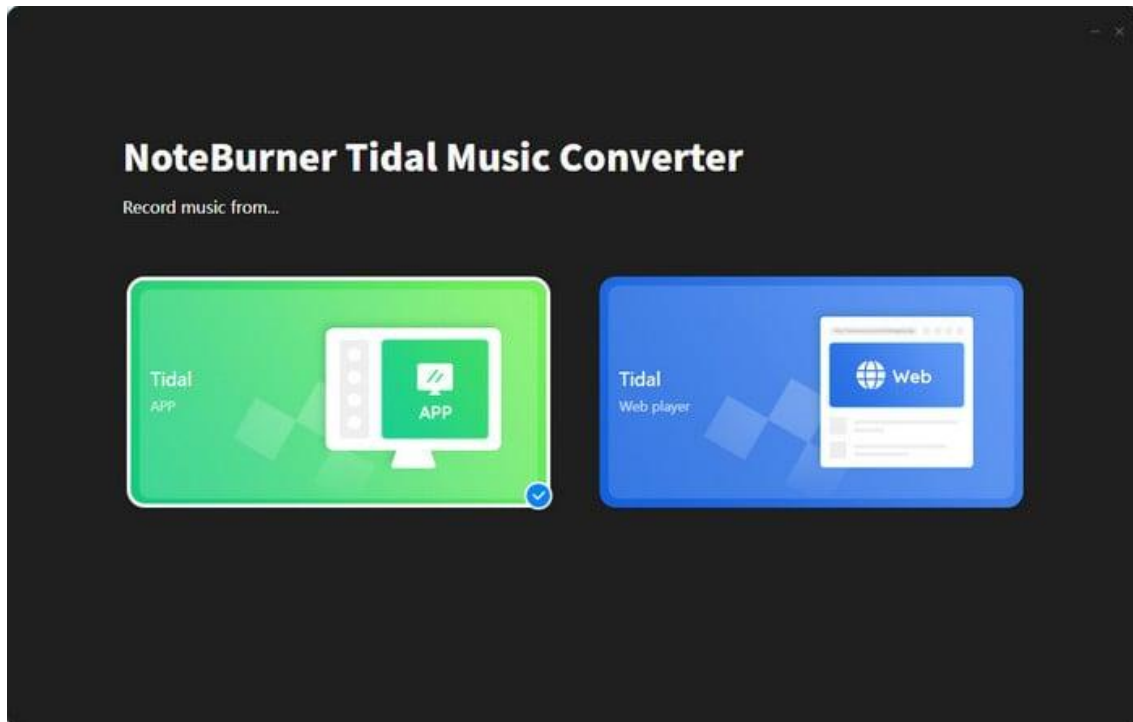 NoteBurner Tidal Music Converter
Record music from...
Tidal
APP
APP
Tidal
Web player
Web